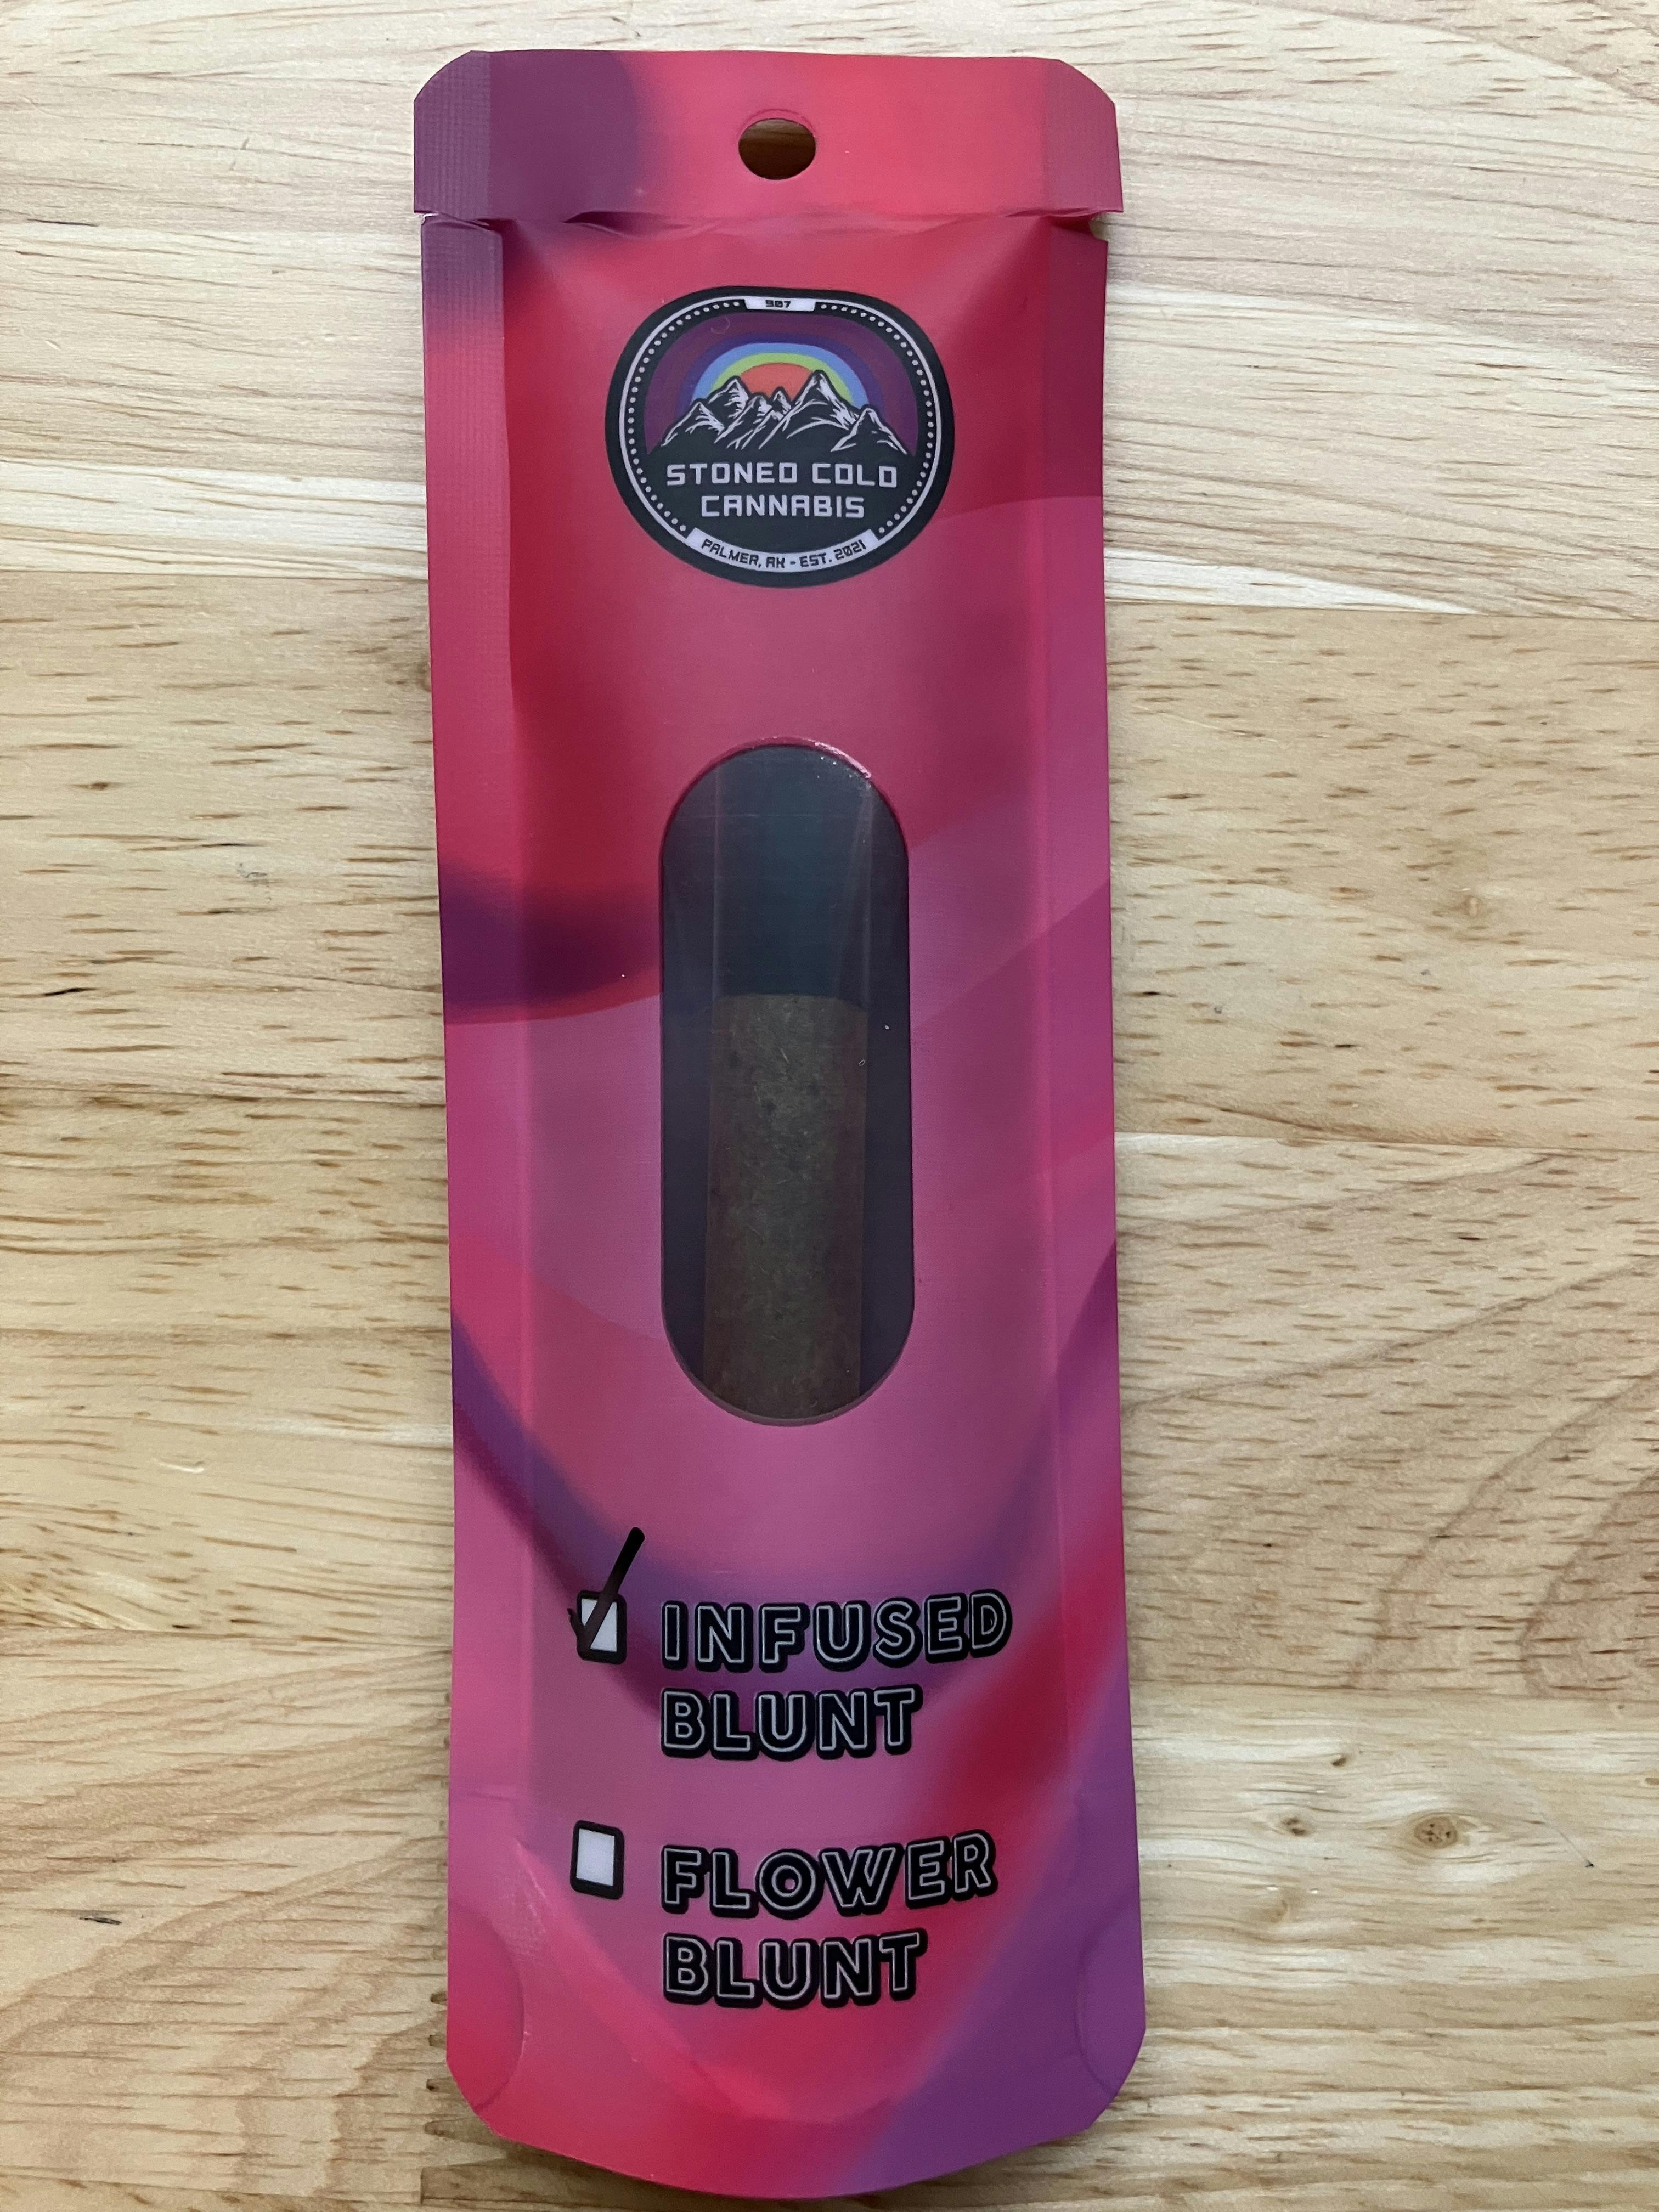 907
STONED COLD
CANNABIS
PALMER, AK - EST. 2021
INFUSED
BLUNT
FLOWER
BLUNT